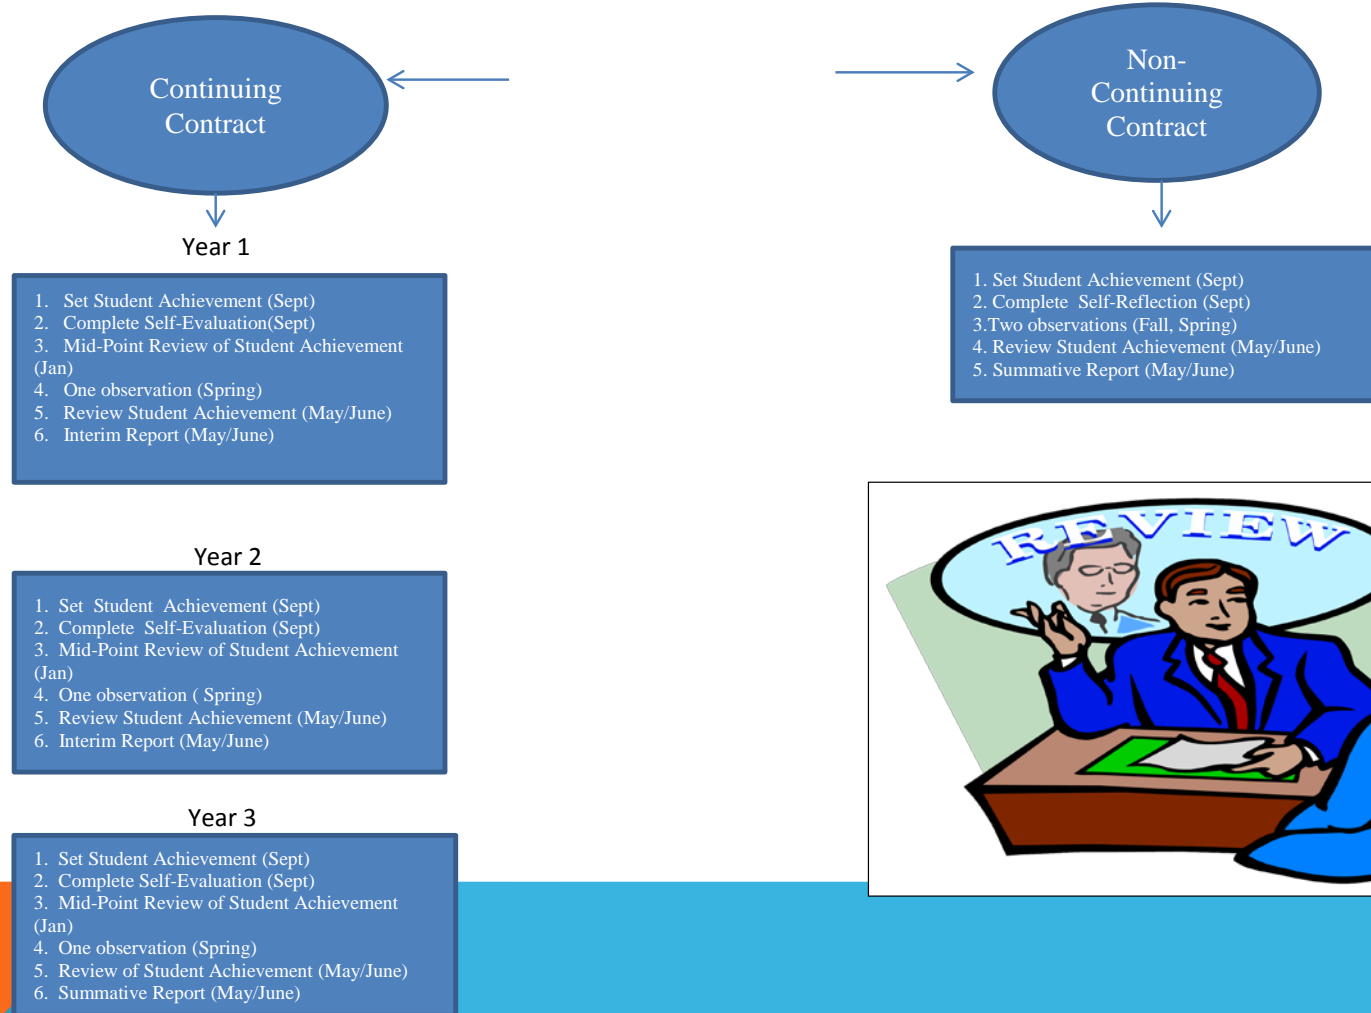 Continuing
Contract
Non-
Continuing
Contract
Year 1
1. Set Student Achievement (Sept)
2. Complete Self-Evaluation(Sept)
3. Mid-Point Review of Student Achievement
(Jan)
4. One observation (Spring)
5. Review Student Achievement (May/June)
6. Interim Report (May/June)
1. Set Student Achievement (Sept)
2. Complete Self-Reflection (Sept)
3.Two observations (Fall, Spring)
4. Review Student Achievement (May/June)
5. Summative Report (May/June)
Year 2
1. Set Student Achievement (Sept)
2. Complete Self-Evaluation (Sept)
3. Mid-Point Review of Student Achievement
(Jan)
4. One observation ( Spring)
5. Review Student Achievement (May/June)
6. Interim Report (May/June)
REVIEW
Year 3
1. Set Student Achievement (Sept)
2. Complete Self-Evaluation (Sept)
3. Mid-Point Review of Student Achievement
(Jan)
4. One observation (Spring)
5. Review of Student Achievement (May/June)
6. Summative Report (May/June)